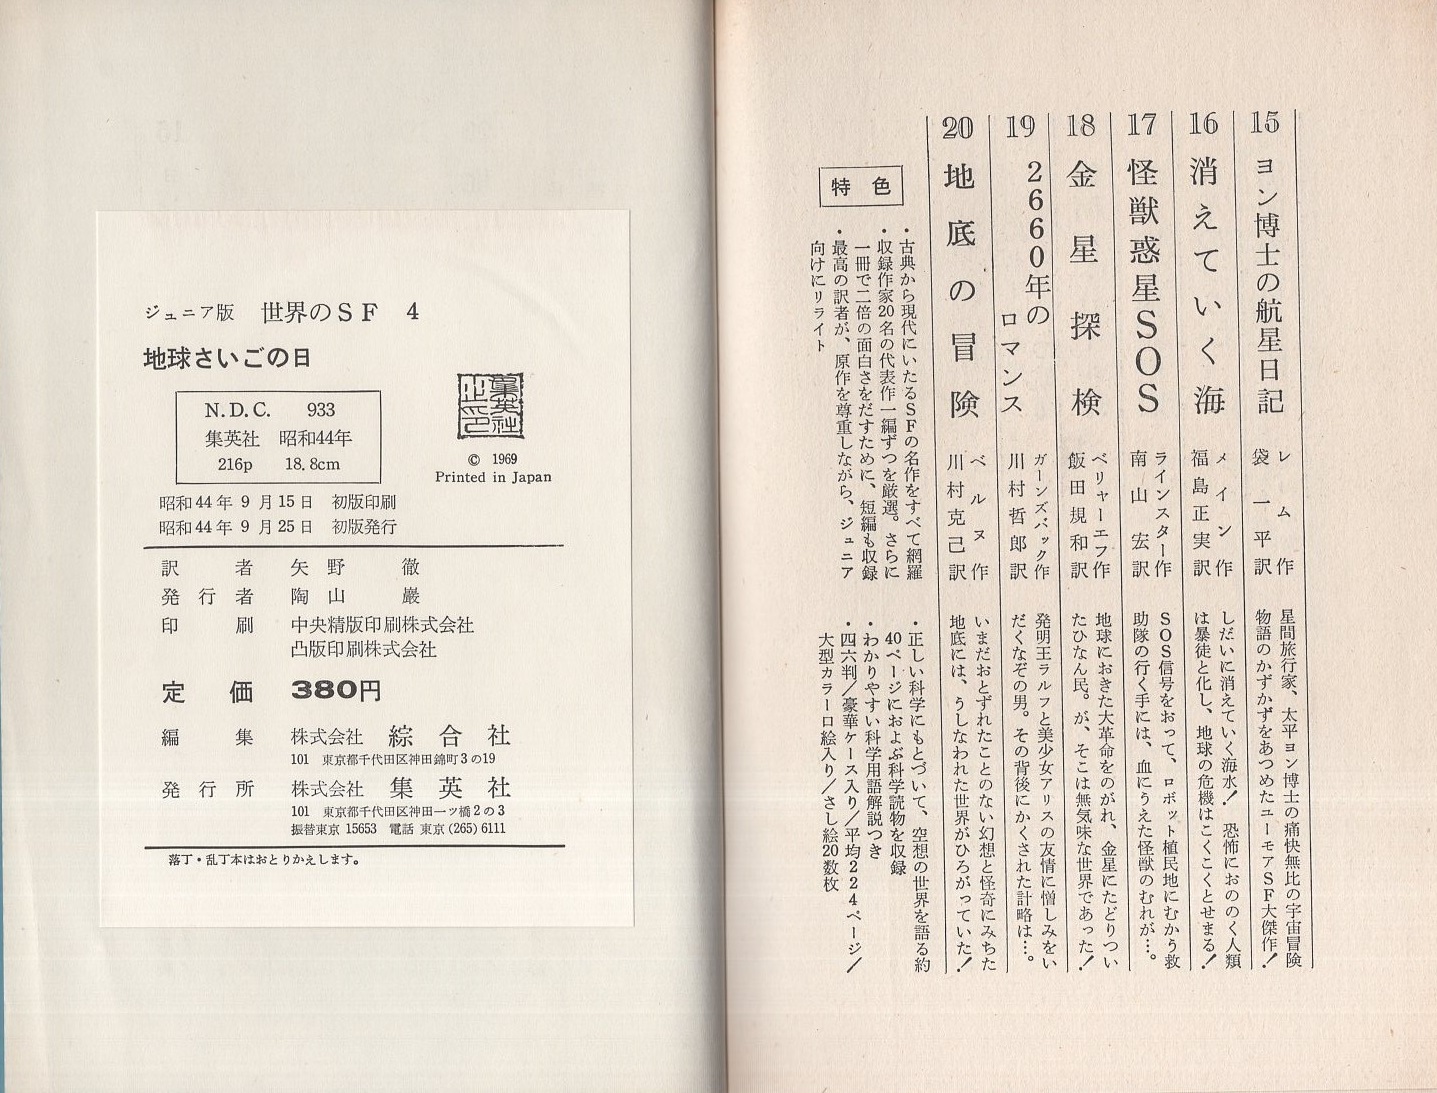 15 ヨン博士の航星日記
レム作
袋一平訳
星間旅行家、太平ヨン博士の痛快無比の宇宙冒険
物語のかずかずをあつめたユーモアSF大傑作!
16 消えていく海
メイン作
福島正実訳
しだいに消えていく海水! 恐怖におののく人類
は暴徒と化し、地球の危機はこくこくとせまる!
17 怪獣惑星SOS
ラインスター作
南山宏訳
SOS信号をおって、ロボット植民地にむかう救
助隊の行く手には、血にうえた怪獣のむれが…。
18 金星探検
ベリャーエフ作
飯田規和訳
地球におきた大革命をのがれ、金星にたどりつい
たひなん民。が、そこは無気味な世界であった!
19 2660年の
ロマンス
ガーンズバック作
川村哲郎訳
発明王ラルフと美少女アリスの友情に憎しみをい
だくなぞの男。その背後にかくされた計略は…。
20 地底の冒険
ベルヌ作
川村克己訳
いまだおとずれたことのない幻想と怪奇にみちた
地底には、うしなわれた世界がひろがっていた!
特色
・古典から現代にいたるSFの名作をすべて網羅
・収録作家20名の代表作一編ずつを厳選。さらに
一冊で二倍の面白さをだすために、短編も収録
・最高の訳者が、原作を尊重しながら、ジュニア
向けにリライト
・正しい科学にもとづいて、空想の世界を語る約
40ページにおよぶ科学読物を収録
・わかりやすい科学用語解説つき
・四六判/豪華ケース入り/平均224ページ/
大型カラー口絵入り/さし絵20数枚
ジュニア版 世界のSF 4
地球さいごの日
N.D.C. 933
集英社 昭和44年
216p 18.8cm
集英社之印
© 1969
Printed in Japan
昭和44年9月15日 初版印刷
昭和44年9月25日 初版発行
訳者 矢野 徹
発行者 陶山 巌
印刷 中央精版印刷株式会社
凸版印刷株式会社
定価 380円
編集 株式会社 綜合社
101 東京都千代田区神田錦町3の19
発行所 株式会社 集英社
101 東京都千代田区神田一ツ橋2の3
振替東京 15653 電話 東京(265)6111
落丁・乱丁本はおとりかえします。